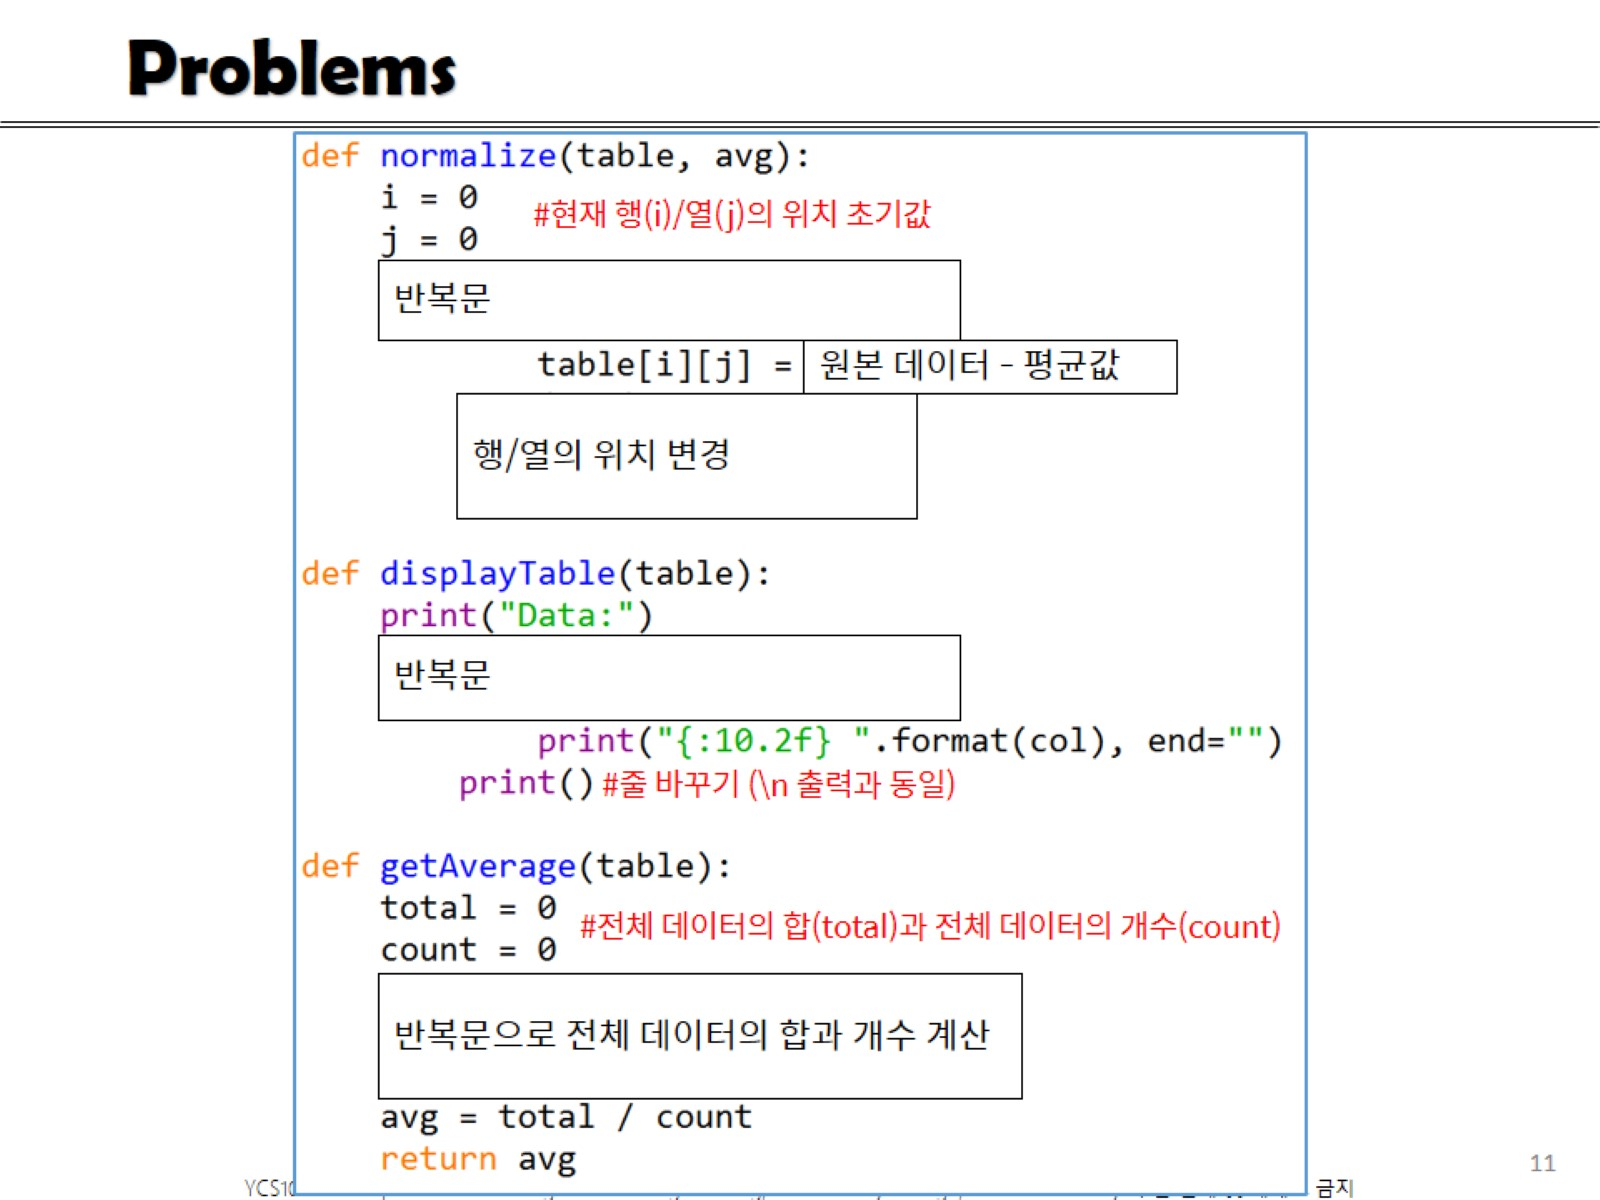 Problems
def normalize(table, avg):
i = 0
#현재 행(i)/열(j)의 위치 초기값
j = 0
반복문
table[i][j] = 원본 데이터 - 평균값
행/열의 위치 변경
def displayTable(table):
print("Data:")
반복문
print("{:10.2f} ".format(col), end="")
print() #줄 바꾸기 (\n 출력과 동일)
def getAverage(table):
total = 0
#전체 데이터의 합(total)과 전체 데이터의 개수(count)
count = 0
반복문으로 전체 데이터의 합과 개수 계산
avg = total / count
return avg
11
금지